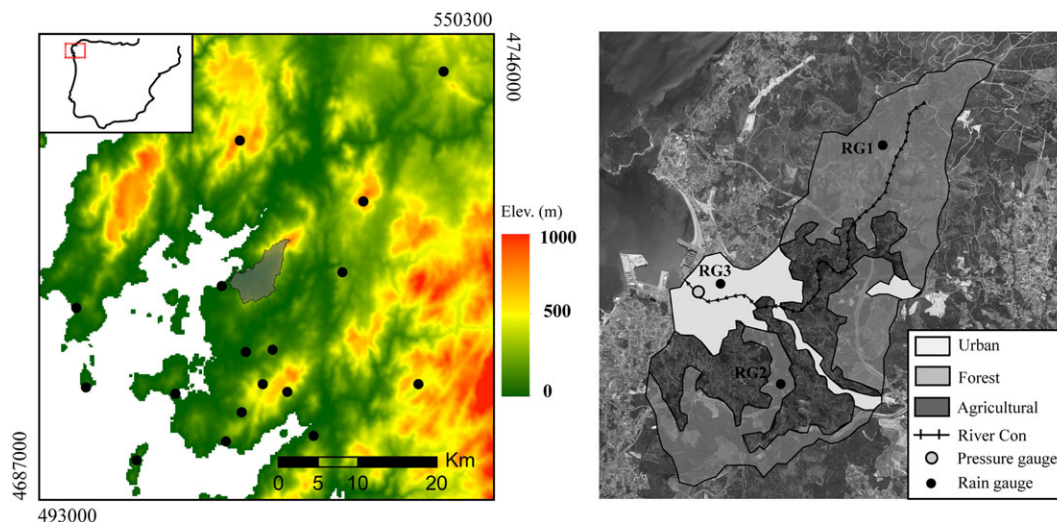 550300
4746000
Elev. (m)
1000
500
0
Km
0 5 10 20
4687000
493000
RG1
RG3
RG2
Urban
Forest
Agricultural
River Con
Pressure gauge
Rain gauge